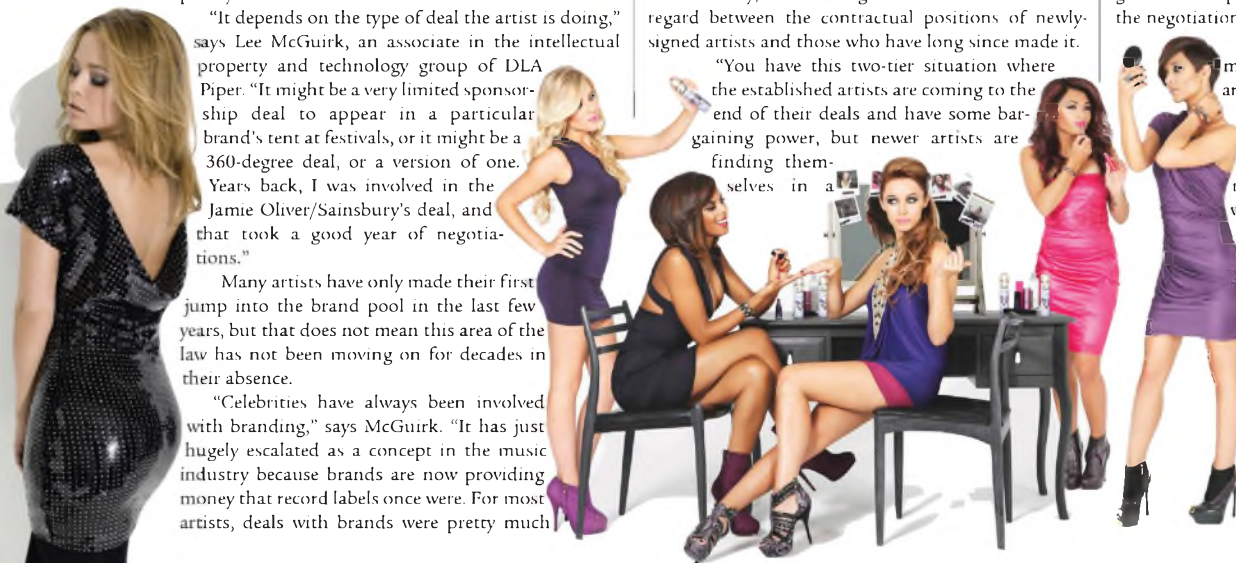 "It depends on the type of deal the artist is doing,"
says Lee McGuirk, an associate in the intellectual
property and technology group of DLA
Piper. "It might be a very limited sponsor-
ship deal to appear in a particular
brand's tent at festivals, or it might be a
360-degree deal, or a version of one.
Years back, I was involved in the
Jamie Oliver/Sainsbury's deal, and
that took a good year of negotia-
tions."
Many artists have only made their first
jump into the brand pool in the last few
years, but that does not mean this area of the
law has not been moving on for decades in
their absence.
"Celebrities have always been involved
with branding," says McGuirk. "It has just
hugely escalated as a concept in the music
industry because brands are now providing
money that record labels once were. For most
artists, deals with brands were pretty much
regard between the contractual positions of newly-
signed artists and those who have long since made it.
"You have this two-tier situation where
the established artists are coming to the
end of their deals and have some bar-
gaining power, but newer artists are
finding them-
selves in a
the negotiation